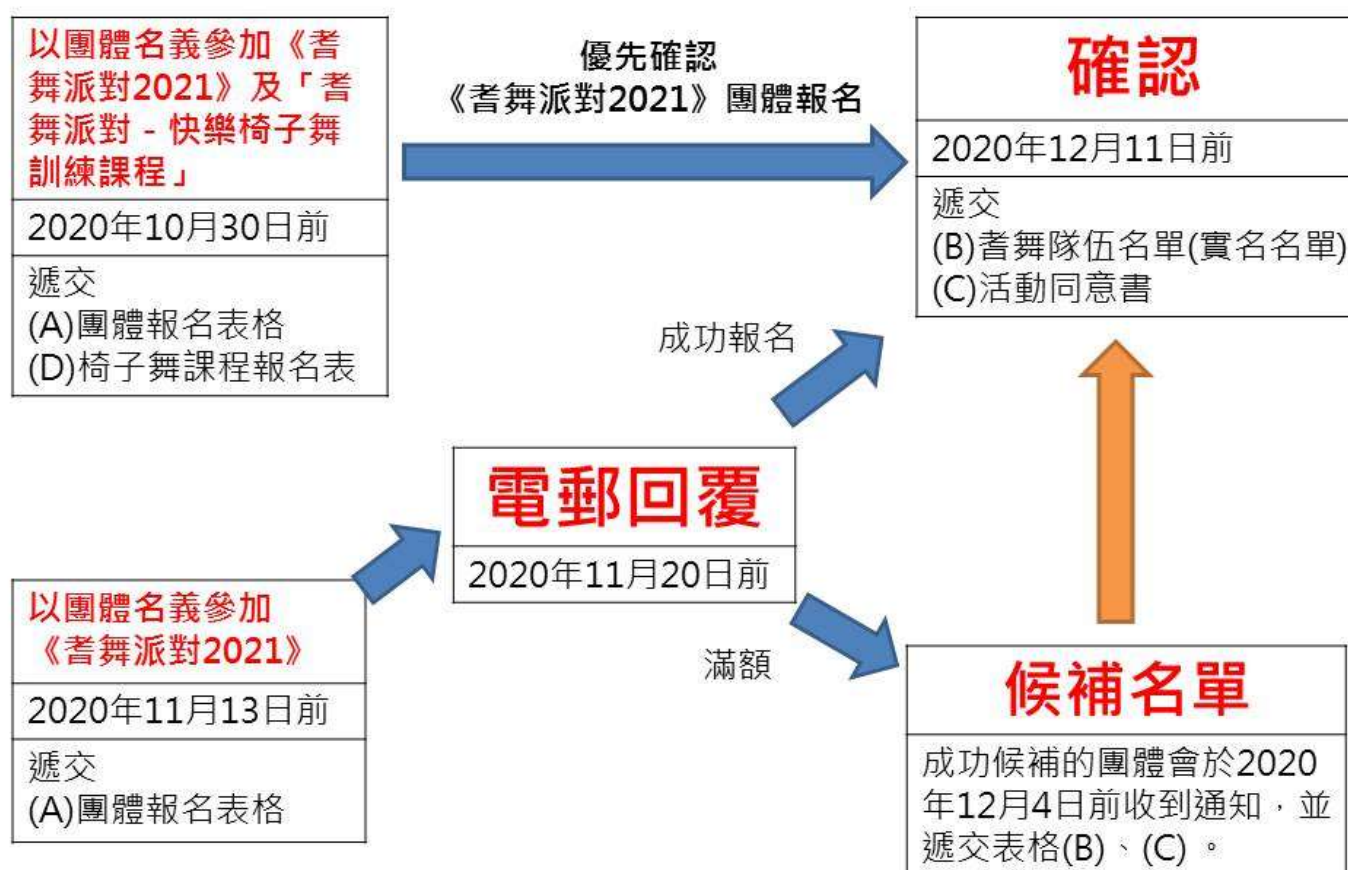 以團體名義參加《耆
舞派對2021》及「耆
舞派對 - 快樂椅子舞
訓練課程」
2020年10月30日前
遞交
(A)團體報名表格
(D)椅子舞課程報名表
優先確認
《耆舞派對2021》團體報名
確認
2020年12月11日前
遞交
(B)耆舞隊伍名單(實名名單)
(C)活動同意書
成功報名
電郵回覆
2020年11月20日前
以團體名義參加
《耆舞派對2021》
2020年11月13日前
遞交
(A)團體報名表格
滿額
候補名單
成功候補的團體會於2020
年12月4日前收到通知，並
遞交表格(B)、(C) 。